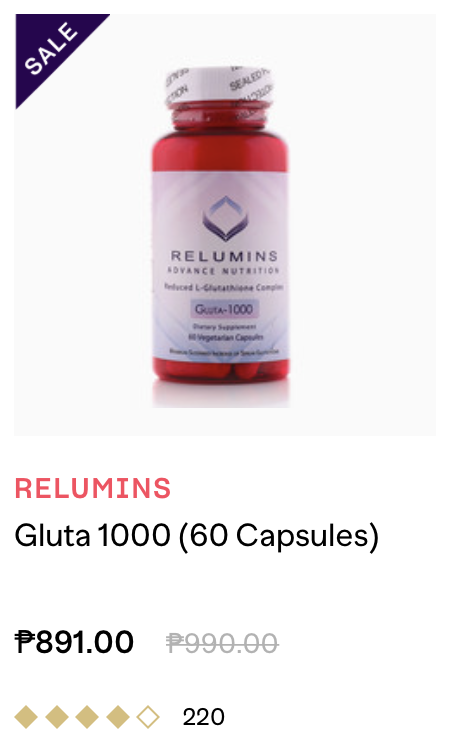 SALE
SEALED
RELUMINS
ADVANCE NUTRITION
Reduced L-Glutathione Complex
GLUTA-1000
Dietary Supplement
60 Vegetarian Capsules
RELUMINS
Gluta 1000 (60 Capsules)
₱891.00 ₱990.00
220